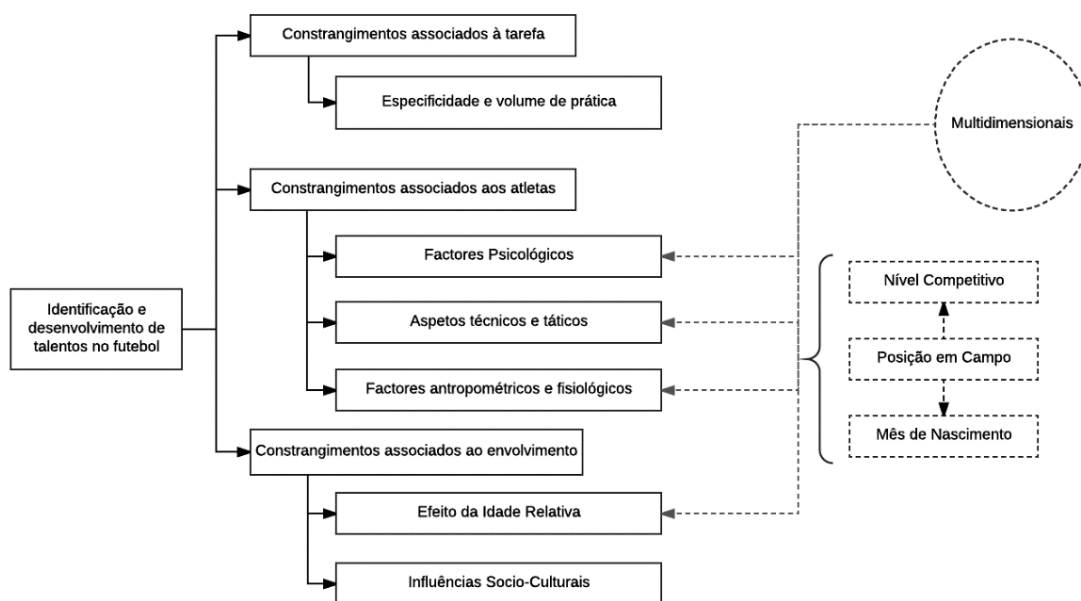 Constrangimentos associados à tarefa
Especificidade e volume de prática
Multidimensionais
Constrangimentos associados aos atletas
Factores Psicológicos
Aspetos técnicos e táticos
Factores antropométricos e fisiológicos
Identificação e
desenvolvimento de
talentos no futebol
Nível Competitivo
Posição em Campo
Mês de Nascimento
Constrangimentos associados ao envolvimento
Efeito da Idade Relativa
Influências Socio-Culturais